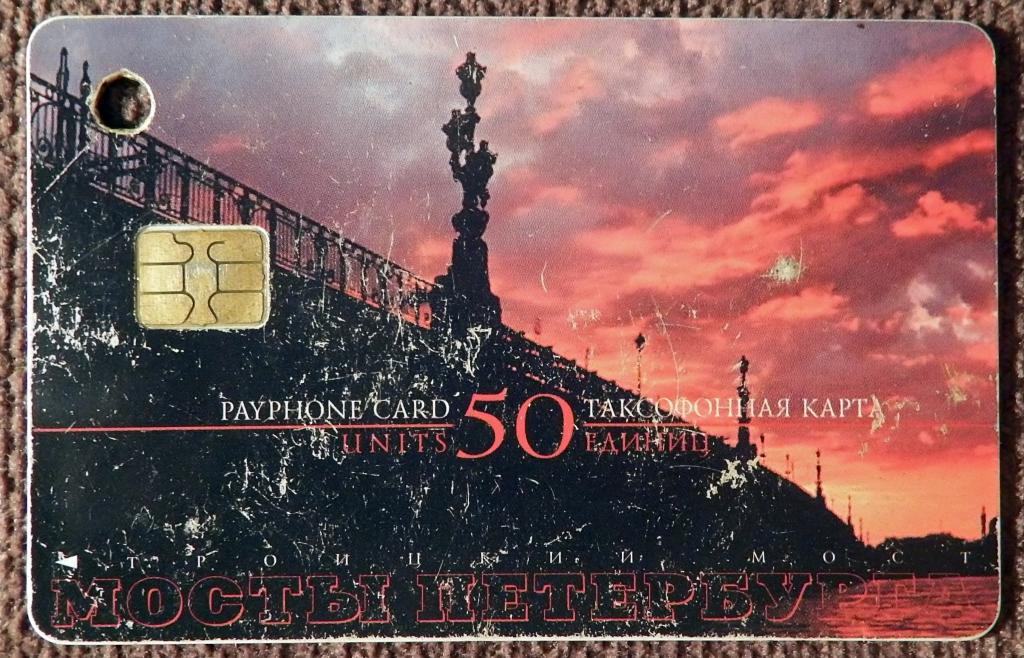 PAYPHONE CARD 50 ТАКСОФОННАЯ КАРТА
UNITS ЕДИНИЦ
ТРОИЦКИЙ МОСТ
МОСТЫ ПЕТЕРБУРГА